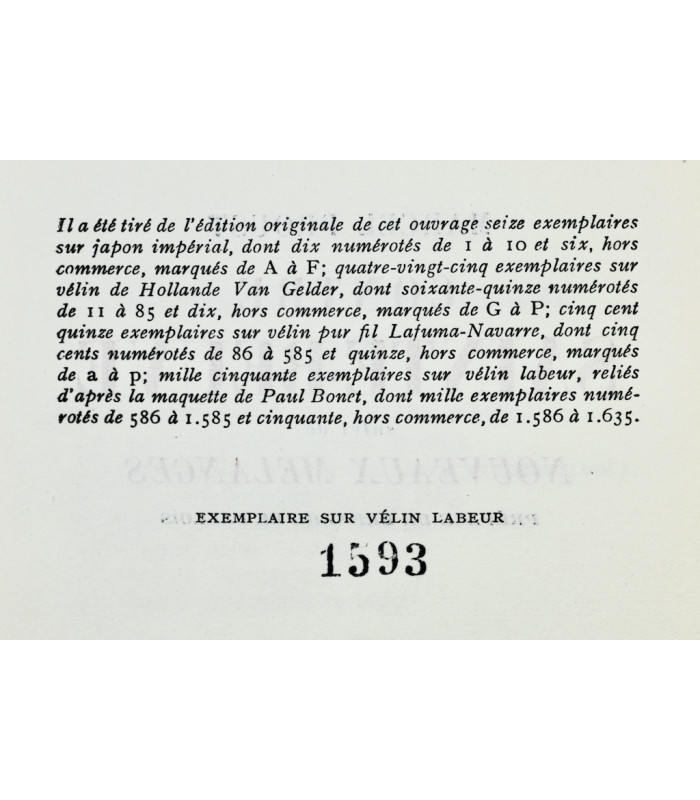 Il a été tiré de l'édition originale de cet ouvrage seize exemplaires
sur japon impérial, dont dix numérotés de 1 à 10 et six, hors
commerce, marqués de A à F; quatre-vingt-cinq exemplaires sur
vélin de Hollande Van Gelder, dont soixante-quinze numérotés
de 11 à 85 et dix, hors commerce, marqués de G à P; cinq cent
quinze exemplaires sur vélin pur fil Lafuma-Navarre, dont cinq
cents numérotés de 86 à 585 et quinze, hors commerce, marqués
de a à p; mille cinquante exemplaires sur vélin labeur, reliés
d'après la maquette de Paul Bonet, dont mille exemplaires numé-
rotés de 586 à 1.585 et cinquante, hors commerce, de 1.586 à 1.635.
NOUVEAUX MÉLANGES
EXEMPLAIRE SUR VÉLIN LABEUR
1593